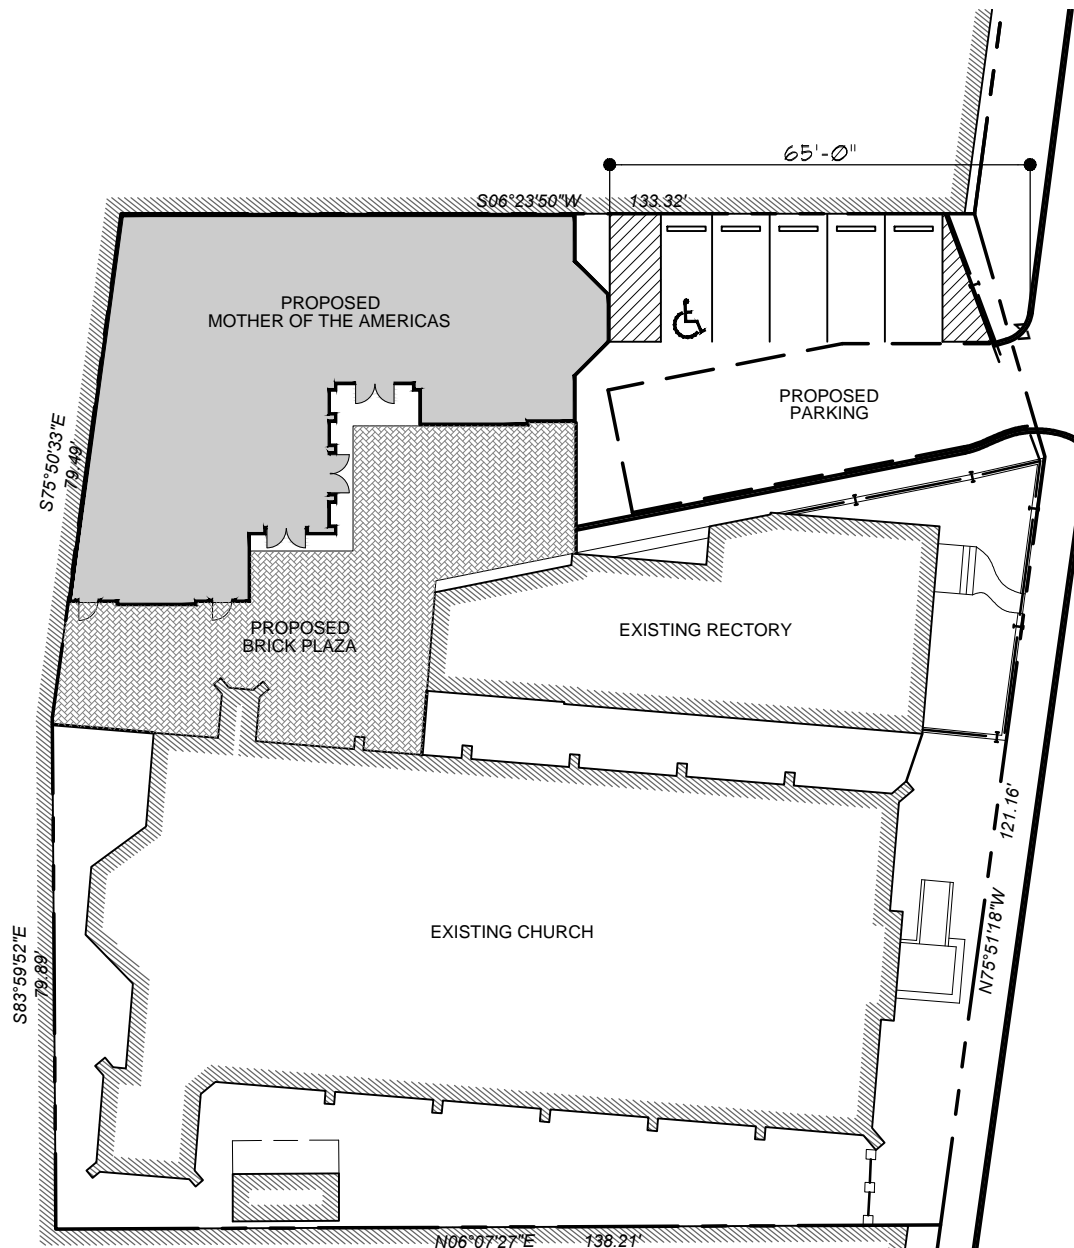 65'-0"
S06°23'50"W 133.32'
PROPOSED
MOTHER OF THE AMERICAS
PROPOSED
PARKING
S75°50'33"E
79.49'
PROPOSED
BRICK PLAZA
EXISTING RECTORY
121.16'
N75°51'18"W
EXISTING CHURCH
S83°59'52"E
79.89'
N06°07'27"E 138.21'